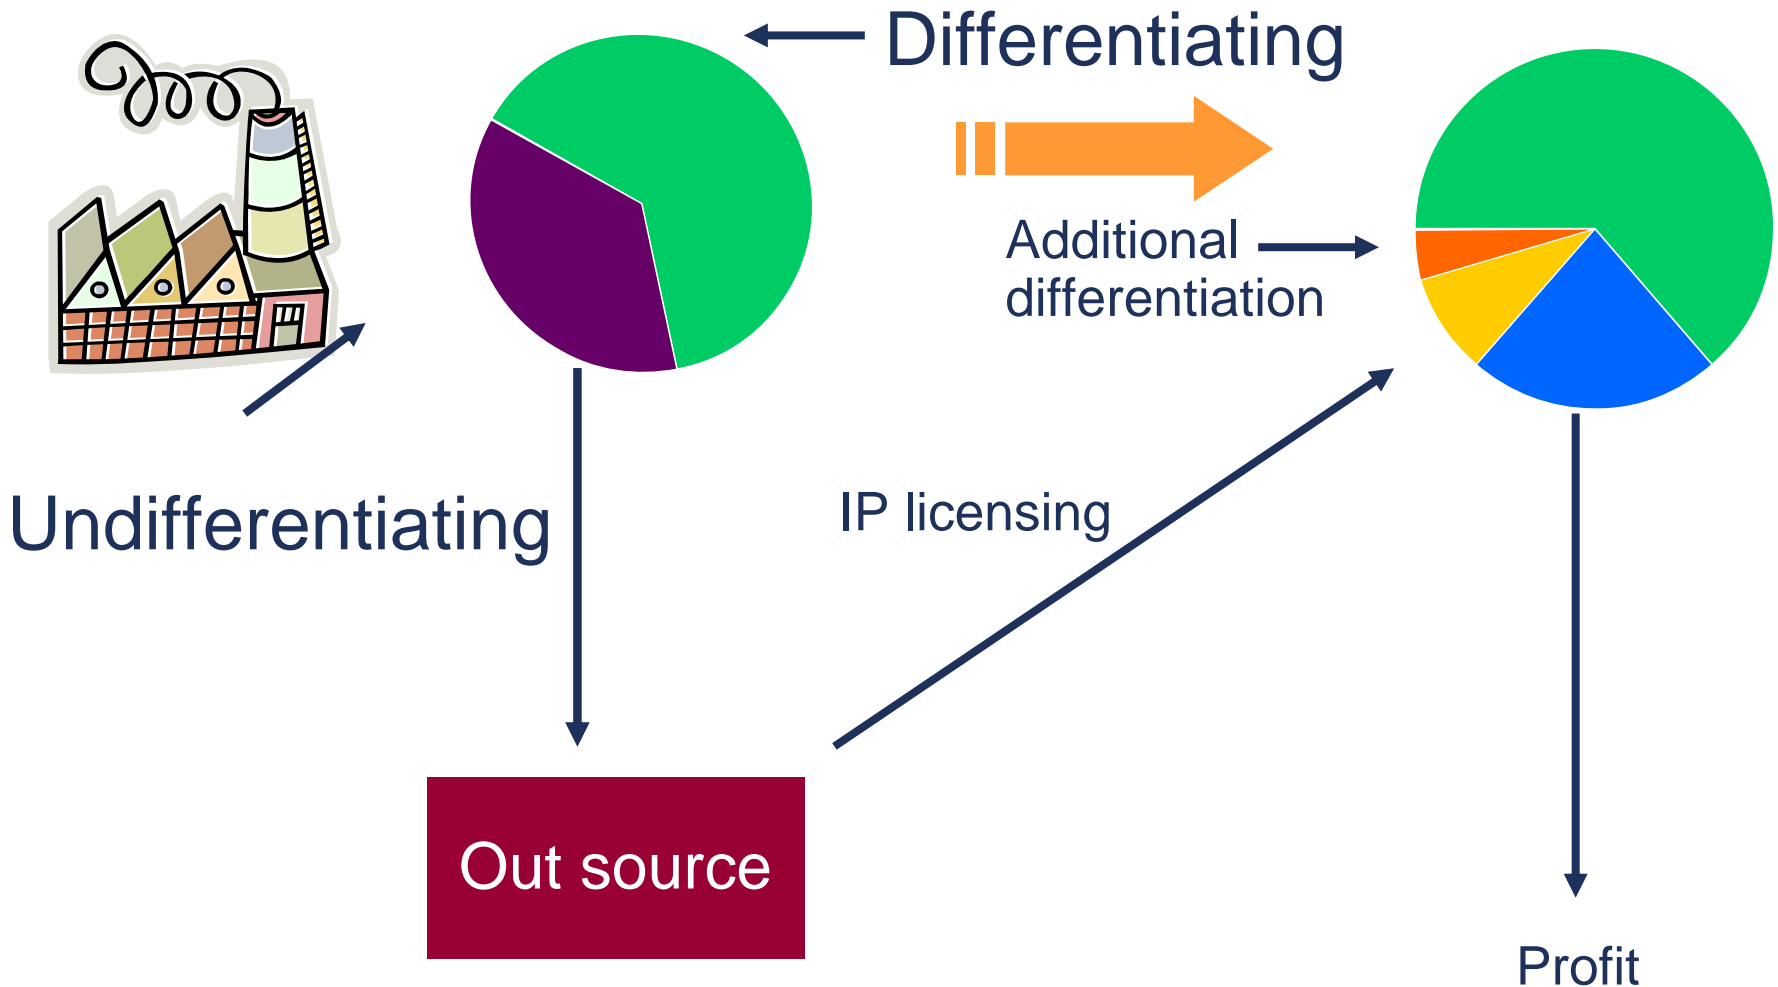 Differentiating
Additional
differentiation
Undifferentiating
IP licensing
Out source
Profit